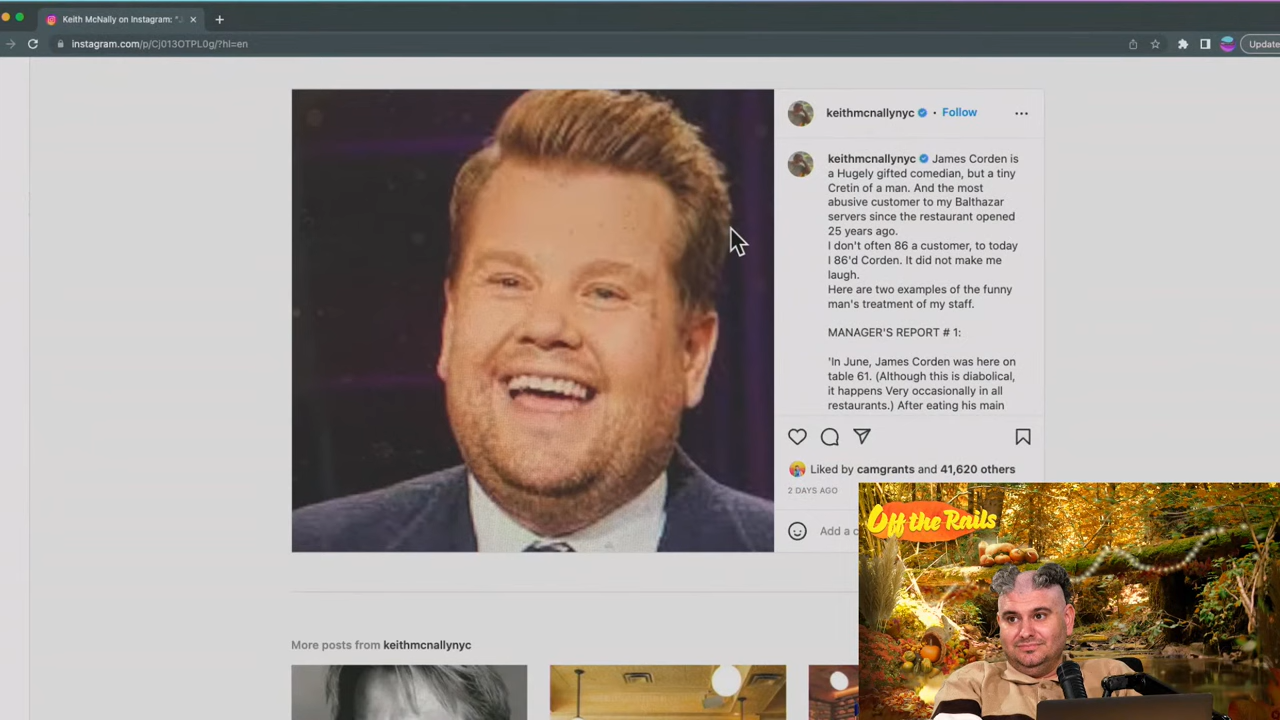 Keith McNally on Instagram: "
instagram.com/p/Cj013OTPL0g/?hl=en
Update
keithmcnallynyc • Follow
keithmcnallynyc James Corden is
a Hugely gifted comedian, but a tiny
Cretin of a man. And the most
abusive customer to my Balthazar
servers since the restaurant opened
25 years ago.
I don't often 86 a customer, to today
I 86'd Corden. It did not make me
laugh.
Here are two examples of the funny
man's treatment of my staff.
MANAGER'S REPORT # 1:
'In June, James Corden was here on
table 61. (Although this is diabolical,
it happens Very occasionally in all
restaurants.) After eating his main
Liked by camgrants and 41,620 others
2 DAYS AGO
Add a c
Off the Rails
More posts from keithmcnallynyc